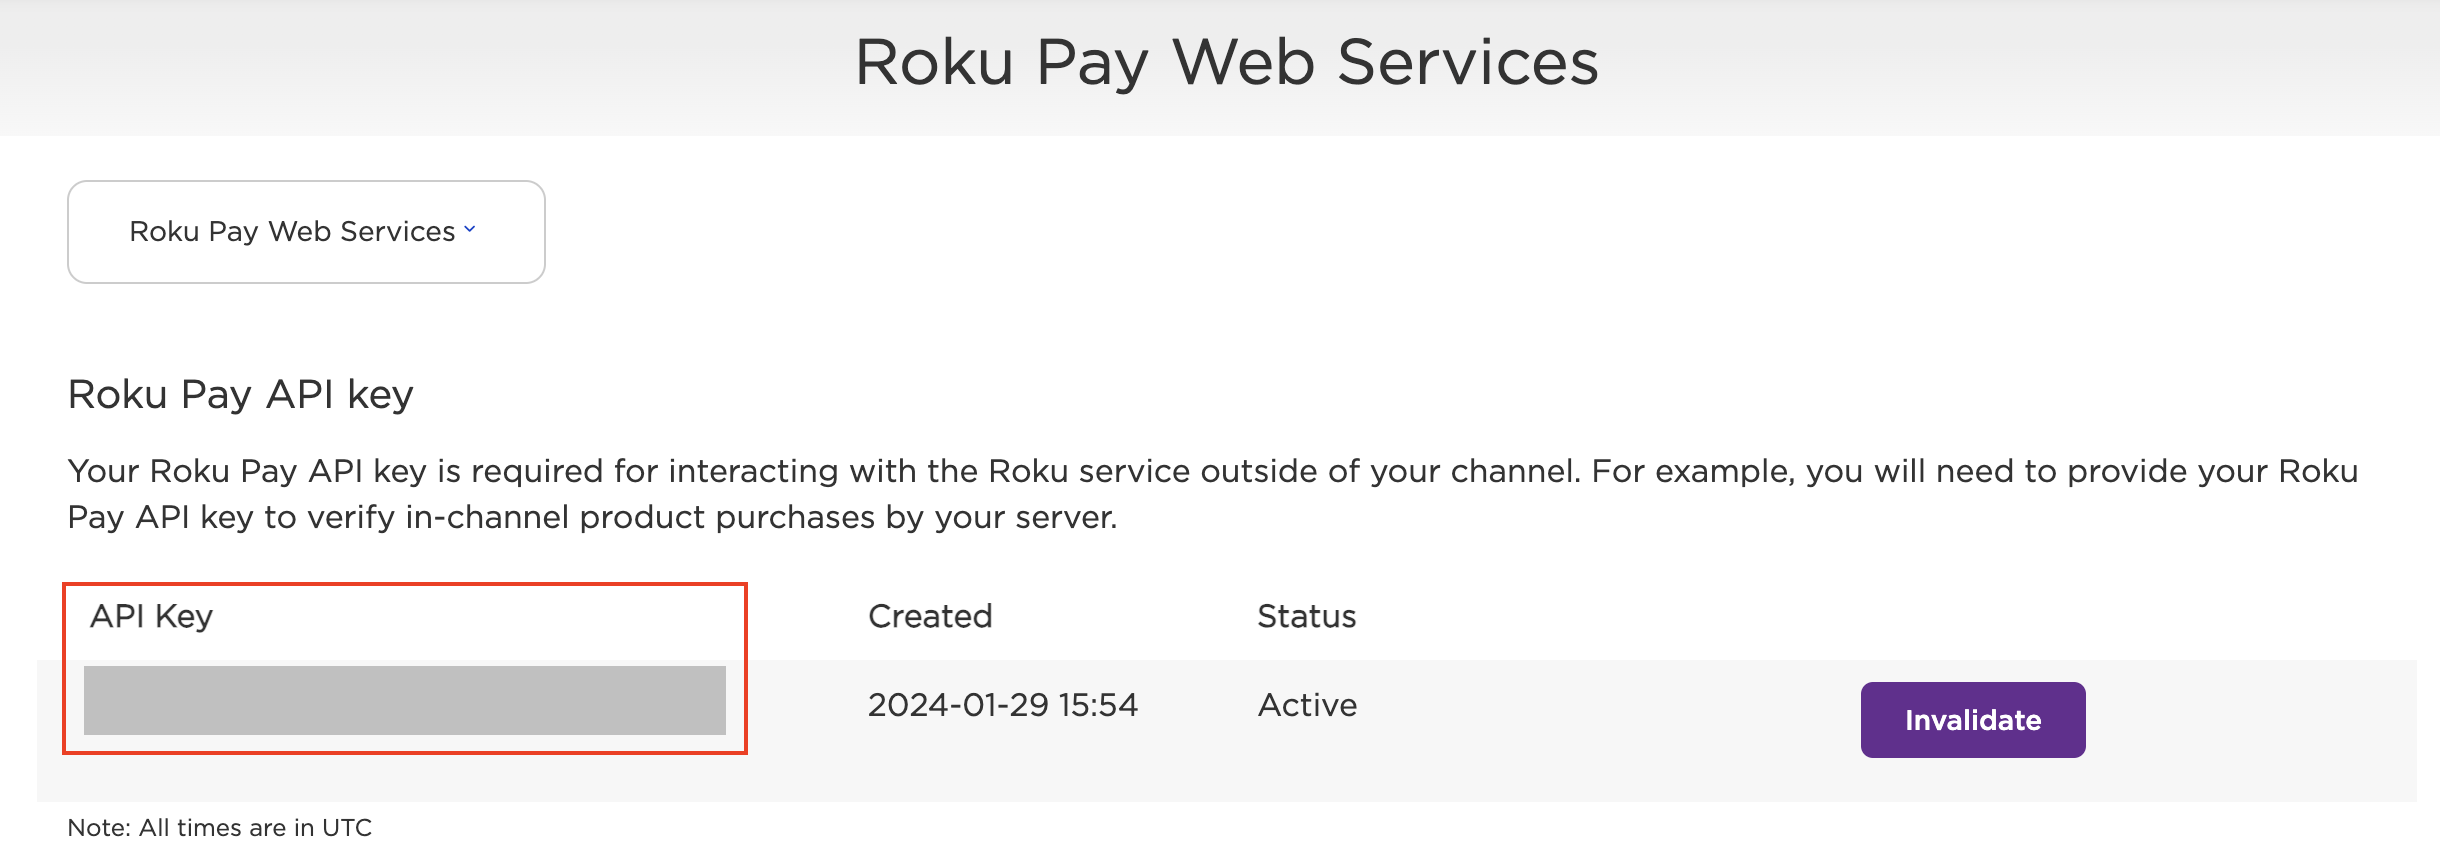 Roku Pay Web Services
Roku Pay Web Services
Roku Pay API key
Your Roku Pay API key is required for interacting with the Roku service outside of your channel. For example, you will need to provide your Roku
Pay API key to verify in-channel product purchases by your server.
API Key Created Status
2024-01-29 15:54 Active Invalidate
Note: All times are in UTC